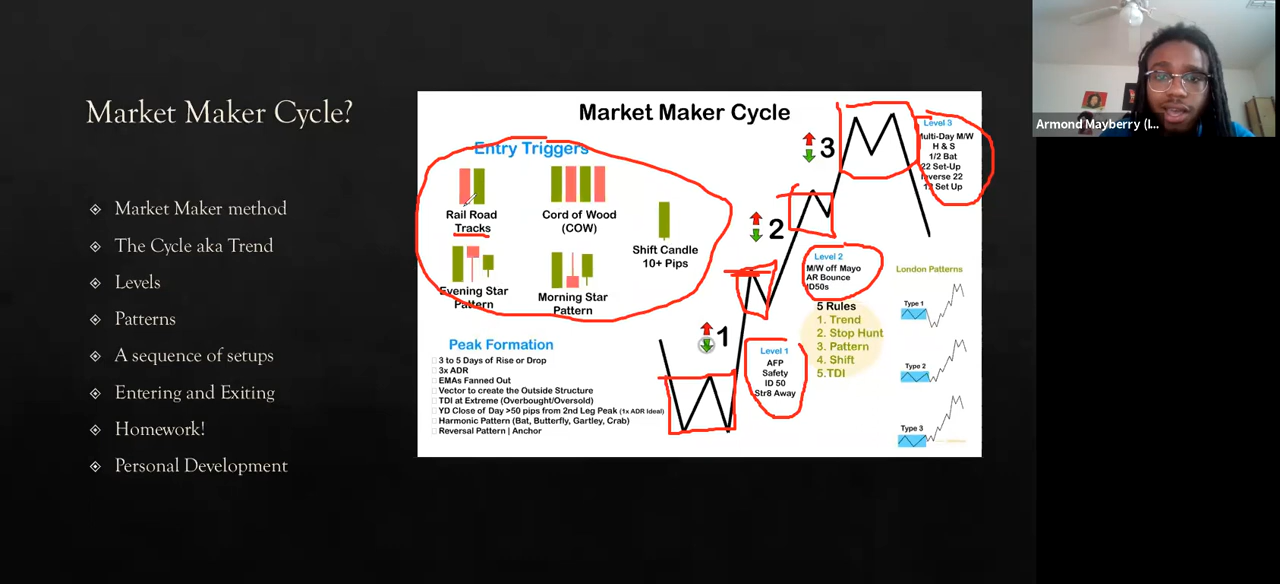 Market Maker Cycle?
Market Maker method
The Cycle aka Trend
Levels
Patterns
A sequence of setups
Entering and Exiting
Homework!
Personal Development
Market Maker Cycle
Entry Triggers
Rail Road
Tracks
Cord of Wood
(COW)
Shift Candle
10+ Pips
Evening Star
Pattern
Morning Star
Pattern
Peak Formation
3 to 5 Days of Rise or Drop
3x ADR
EMAs Fanned Out
Vector to create the Outside Structure
TDI at Extreme (Overbought/Oversold)
YD Close of Day >50 pips from 2nd Leg Peak (1x ADR Ideal)
Harmonic Pattern (Bat, Butterfly, Gartley, Crab)
Reversal Pattern | Anchor
1
Level 1
AFP
Safety
ID 50
Str8 Away
2
Level 2
M/W off Mayo
AR Bounce
ID50s
5 Rules
1. Trend
2. Stop Hunt
3. Pattern
4. Shift
5.TDI
3
Level 3
Multi-Day M/W
H & S
1/2 Bat
22 Set-Up
Inverse 22
Set Up
London Patterns
Type 1
Type 2
Type 3
Armond Mayberry (I...